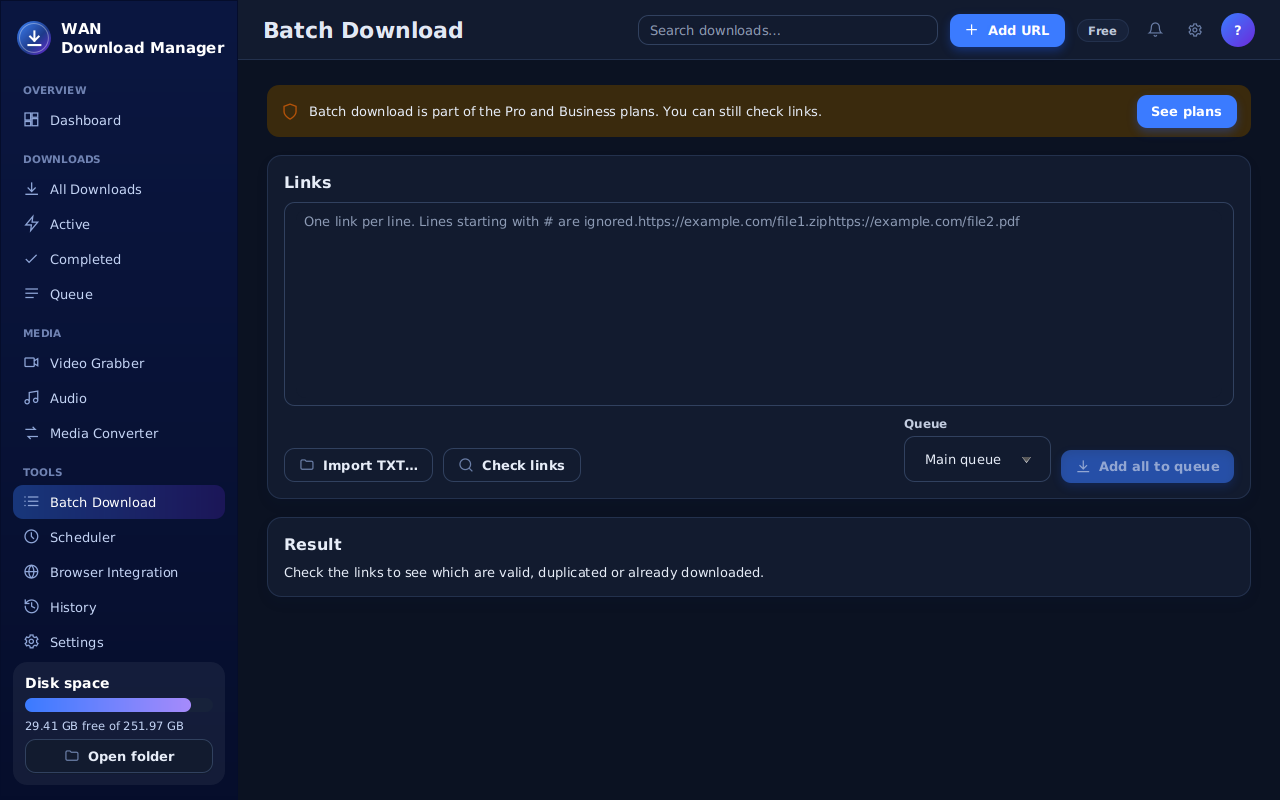 WAN
Download Manager
OVERVIEW
Dashboard
DOWNLOADS
All Downloads
Active
Completed
Queue
MEDIA
Video Grabber
Audio
Media Converter
TOOLS
Batch Download
Scheduler
Browser Integration
History
Settings
Disk space
29.41 GB free of 251.97 GB
Open folder
Batch Download
Search downloads...
Add URL
Free
?
Batch download is part of the Pro and Business plans. You can still check links.
See plans
Links
One link per line. Lines starting with # are ignored.https://example.com/file1.ziphttps://example.com/file2.pdf
Import TXT...
Check links
Queue
Main queue
Add all to queue
Result
Check the links to see which are valid, duplicated or already downloaded.